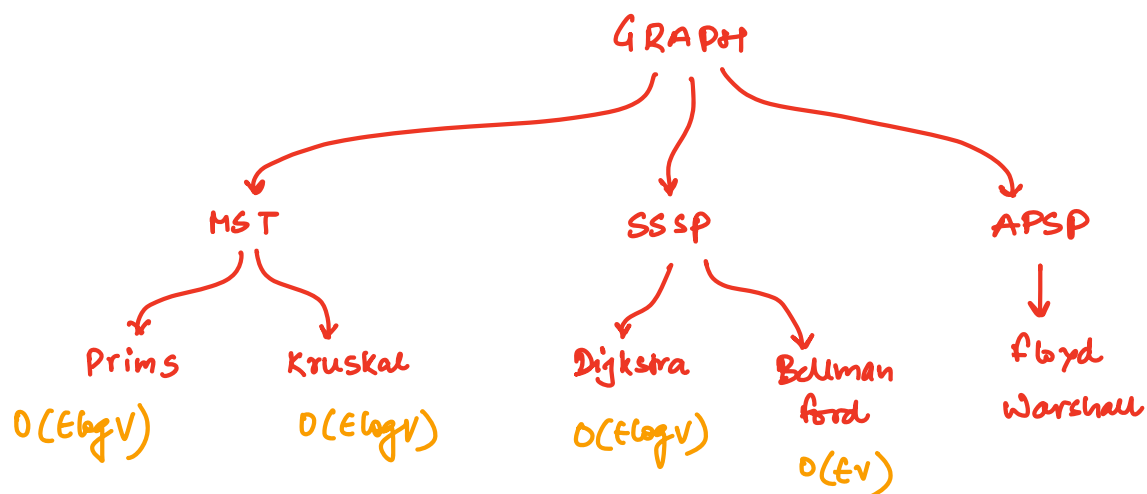 GRAPH
MST
SSSP
APSP
Prims
Kruskal
Dijkstra
Bellman
ford
Floyd
Warshall
O(ElogV)
O(ElogV)
O(ElogV)
O(EV)